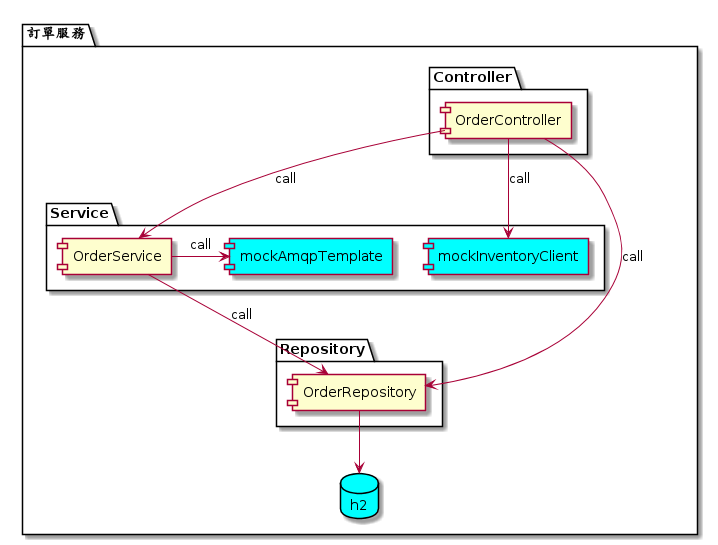 訂單服務
Controller
OrderController
call
call
call
Service
OrderService
call
mockAmqpTemplate
mockInventoryClient
call
Repository
OrderRepository
h2